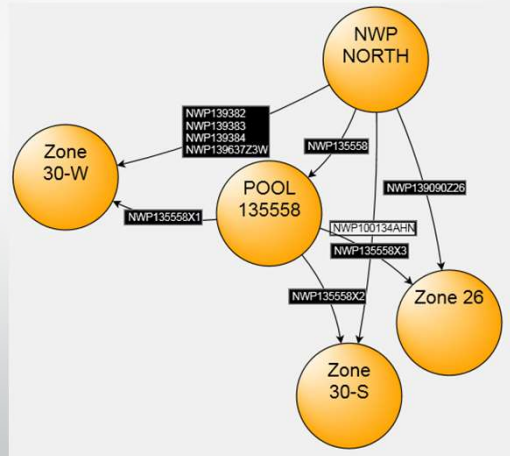 NWP
NORTH
NWP139382
NWP139383
NWP139384
NWP139637Z3W
NWP135558
Zone
30-W
POOL
135558
NWP139090Z26
NWP135558X1
NWP100134AHN
NWP135558X3
NWP135558X2
Zone 26
Zone
30-S